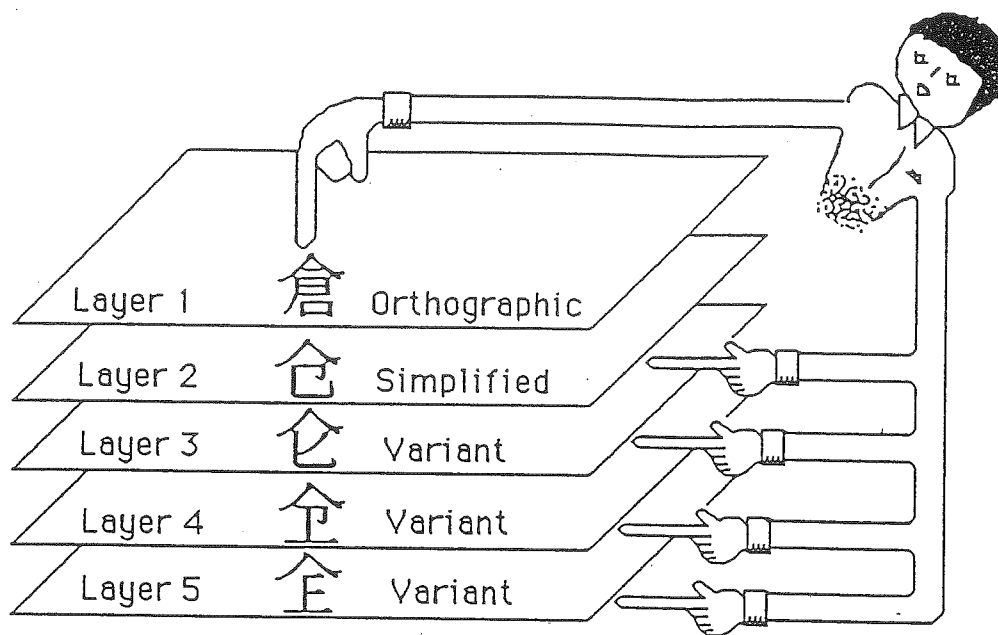 Layer 1 倉 Orthographic
Layer 2 仓 Simplified
Layer 3 Variant
Layer 4 Variant
Layer 5 Variant